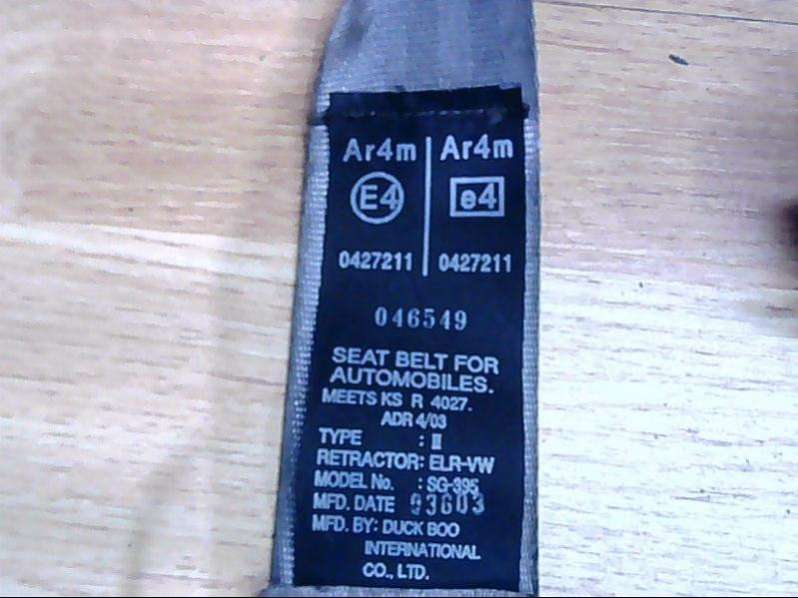 Ar4m Ar4m
E4 e4
0427211 0427211
046549
SEAT BELT FOR
AUTOMOBILES.
MEETS KS R 4027.
ADR 4/03
TYPE : II
RETRACTOR: ELR-VW
MODEL No. : SG-395
MFD. DATE
MFD. BY: DUCK BOO
INTERNATIONAL
CO., LTD.